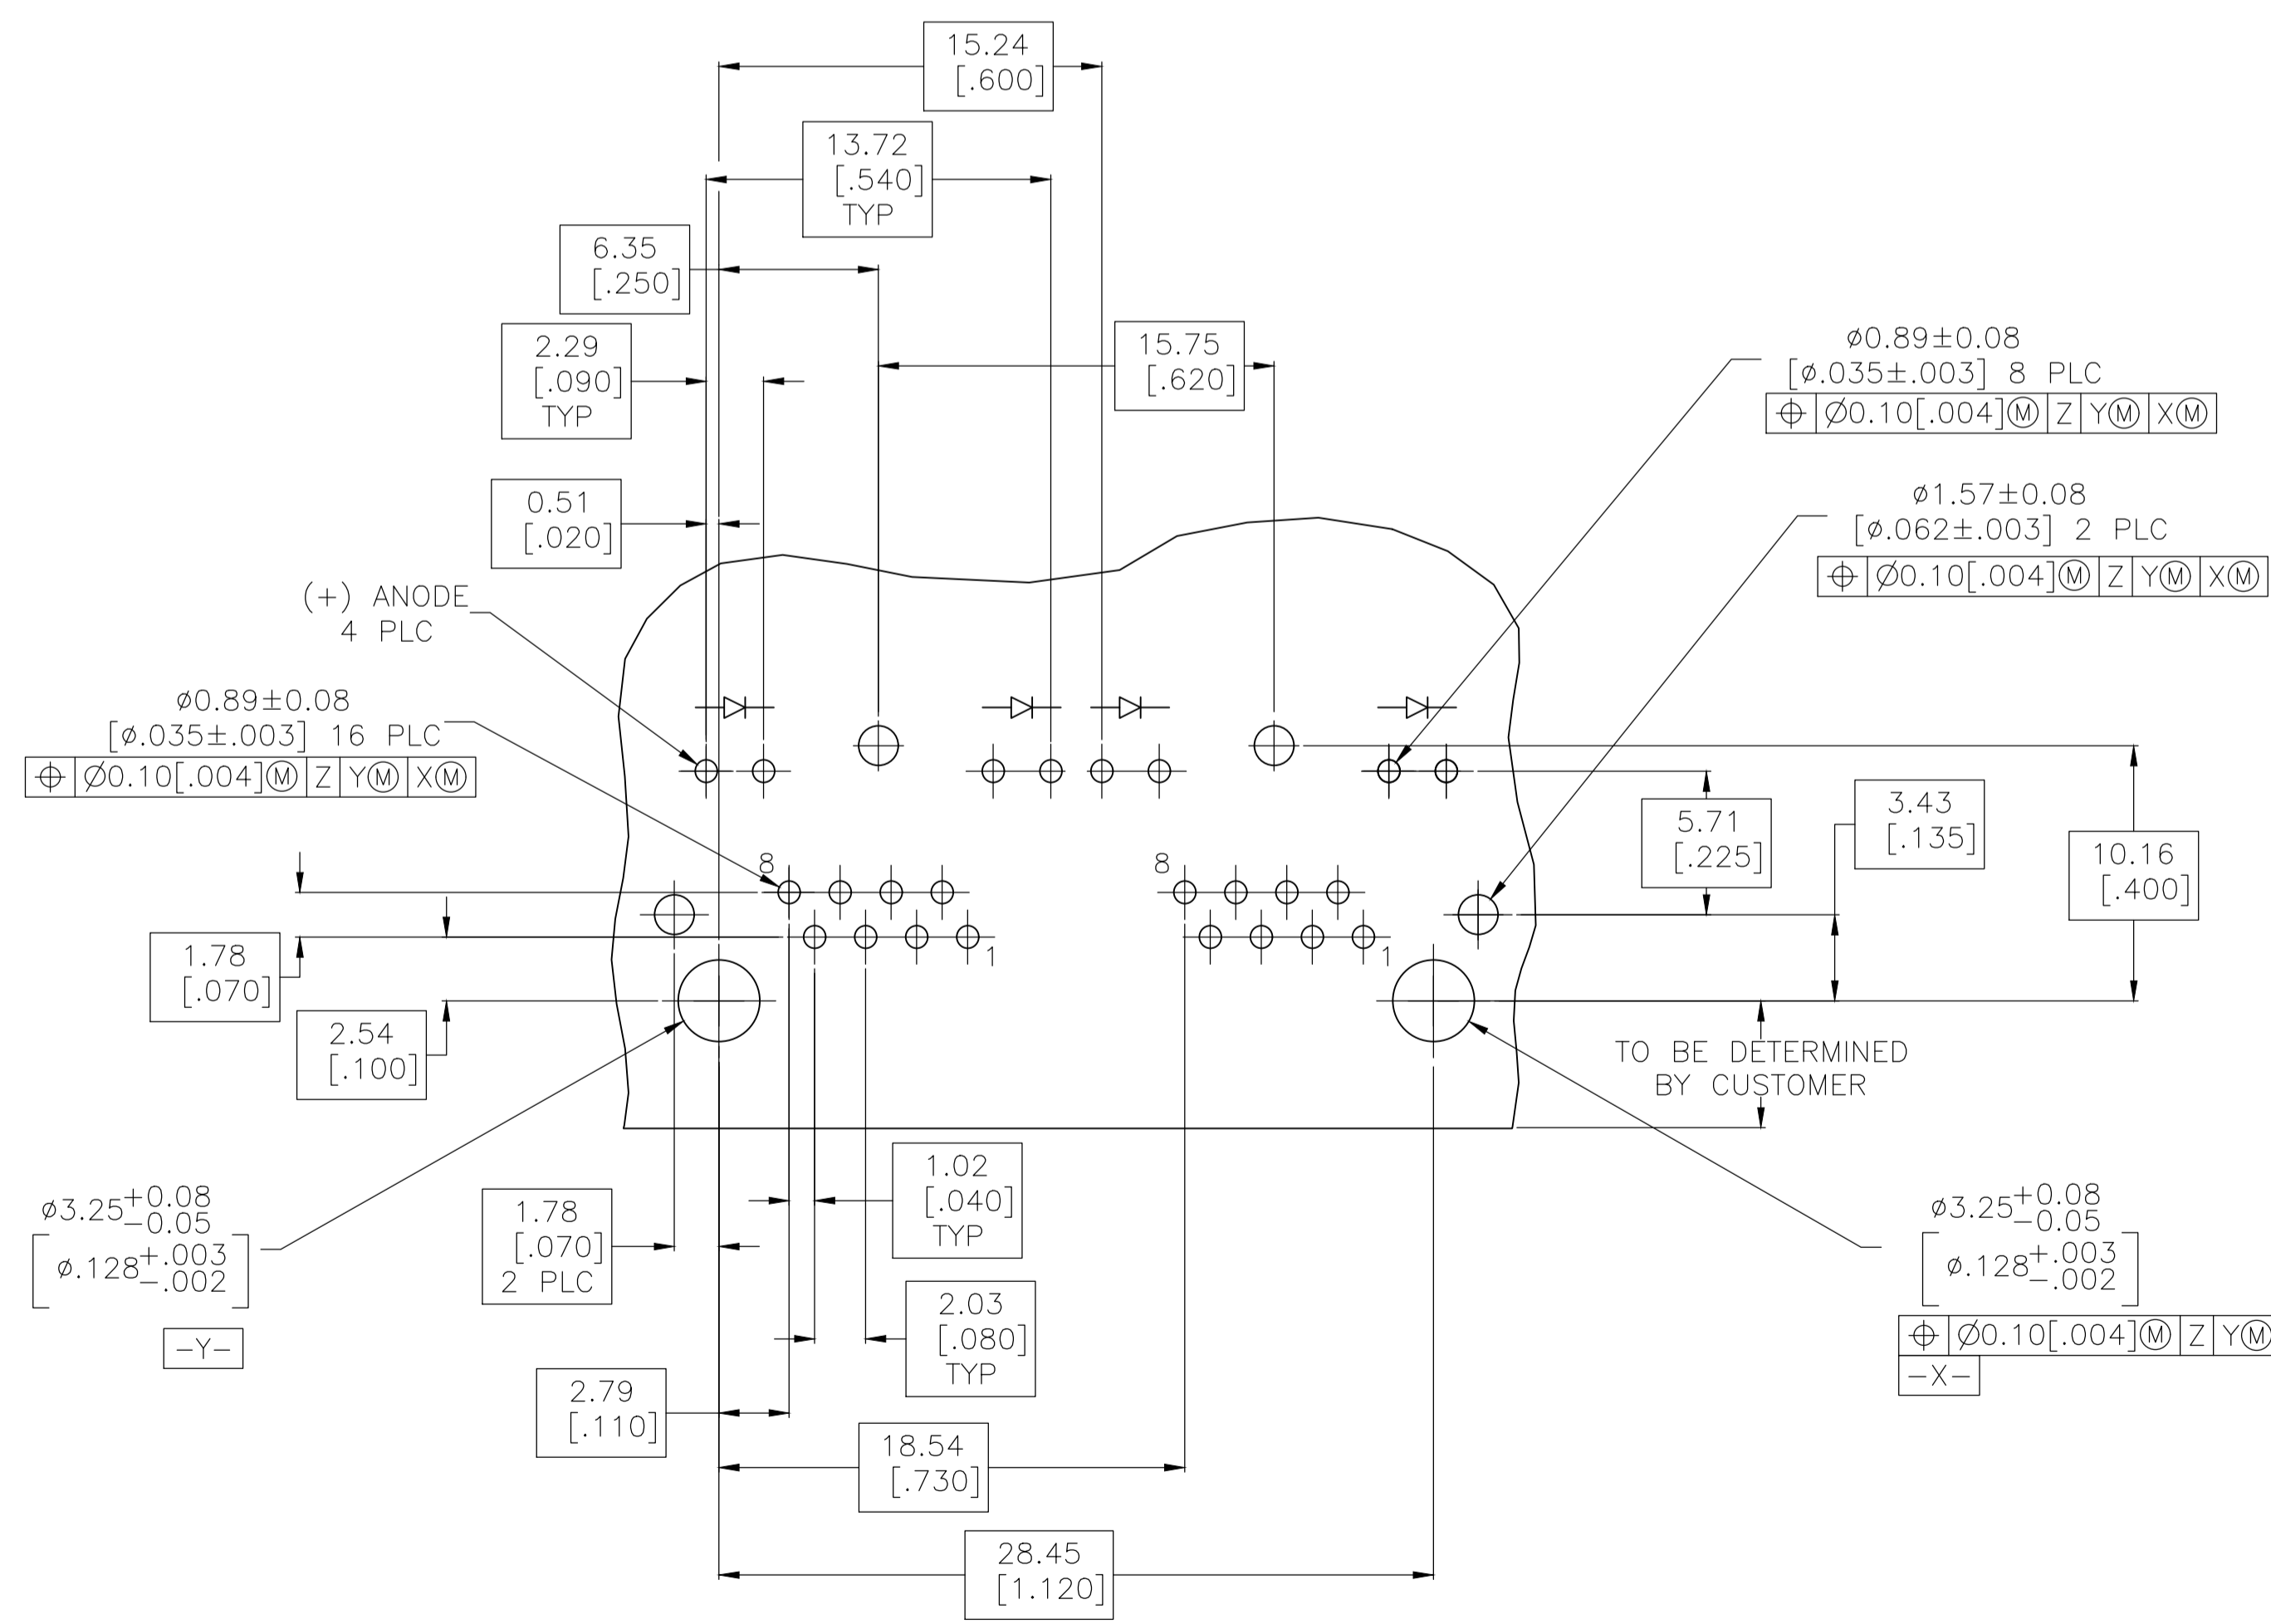 15.24
[.600]
13.72
[.540]
TYP
6.35
[.250]
2.29
[.090]
TYP
15.75
[.620]
0.51
[.020]
ø0.89±0.08
[ø.035±.003] 8 PLC
⌖ Ø0.10[.004]Ⓜ Z YⓂ XⓂ
ø1.57±0.08
[ø.062±.003] 2 PLC
⌖ Ø0.10[.004]Ⓜ Z YⓂ XⓂ
(+) ANODE
4 PLC
ø0.89±0.08
[ø.035±.003] 16 PLC
⌖ Ø0.10[.004]Ⓜ Z YⓂ XⓂ
8
8
1
1
5.71
[.225]
3.43
[.135]
10.16
[.400]
1.78
[.070]
2.54
[.100]
TO BE DETERMINED
BY CUSTOMER
ø3.25+0.08
−0.05
[ø.128+.003
−.002]
−Y−
1.78
[.070]
2 PLC
1.02
[.040]
TYP
2.03
[.080]
TYP
2.79
[.110]
18.54
[.730]
28.45
[1.120]
ø3.25+0.08
−0.05
[ø.128+.003
−.002]
⌖ Ø0.10[.004]Ⓜ Z YⓂ
−X−